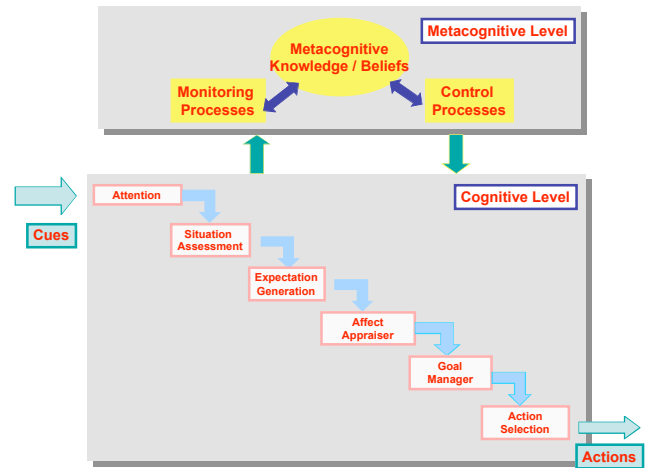 Metacognitive Level
Metacognitive
Knowledge / Beliefs
Monitoring
Processes
Control
Processes
Cognitive Level
Attention
Cues
Situation
Assessment
Expectation
Generation
Affect
Appraiser
Goal
Manager
Action
Selection
Actions